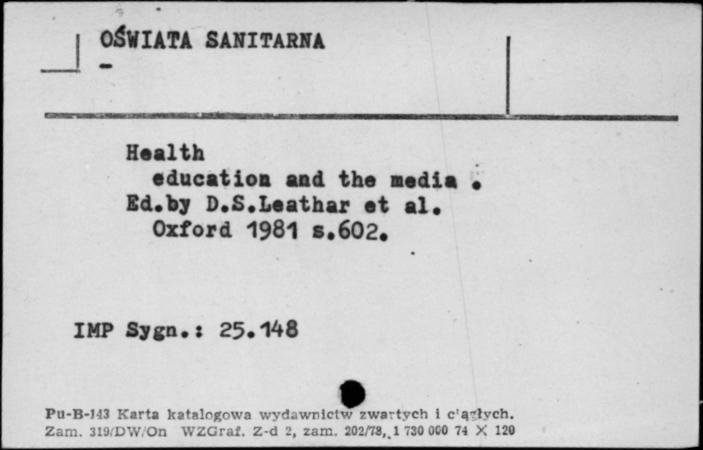 OŚWIATA SANITARNA
-
Health
education and the media .
Ed.by D.S.Leathar et al.
Oxford 1981 s.602.
IMP Sygn.: 25.148
Pu-B-143 Karta katalogowa wydawnictw zwartych i ciągłych.
Zam. 319/DW/On WZGraf. Z-d 2, zam. 202/78, 1 730 000 74 X 120